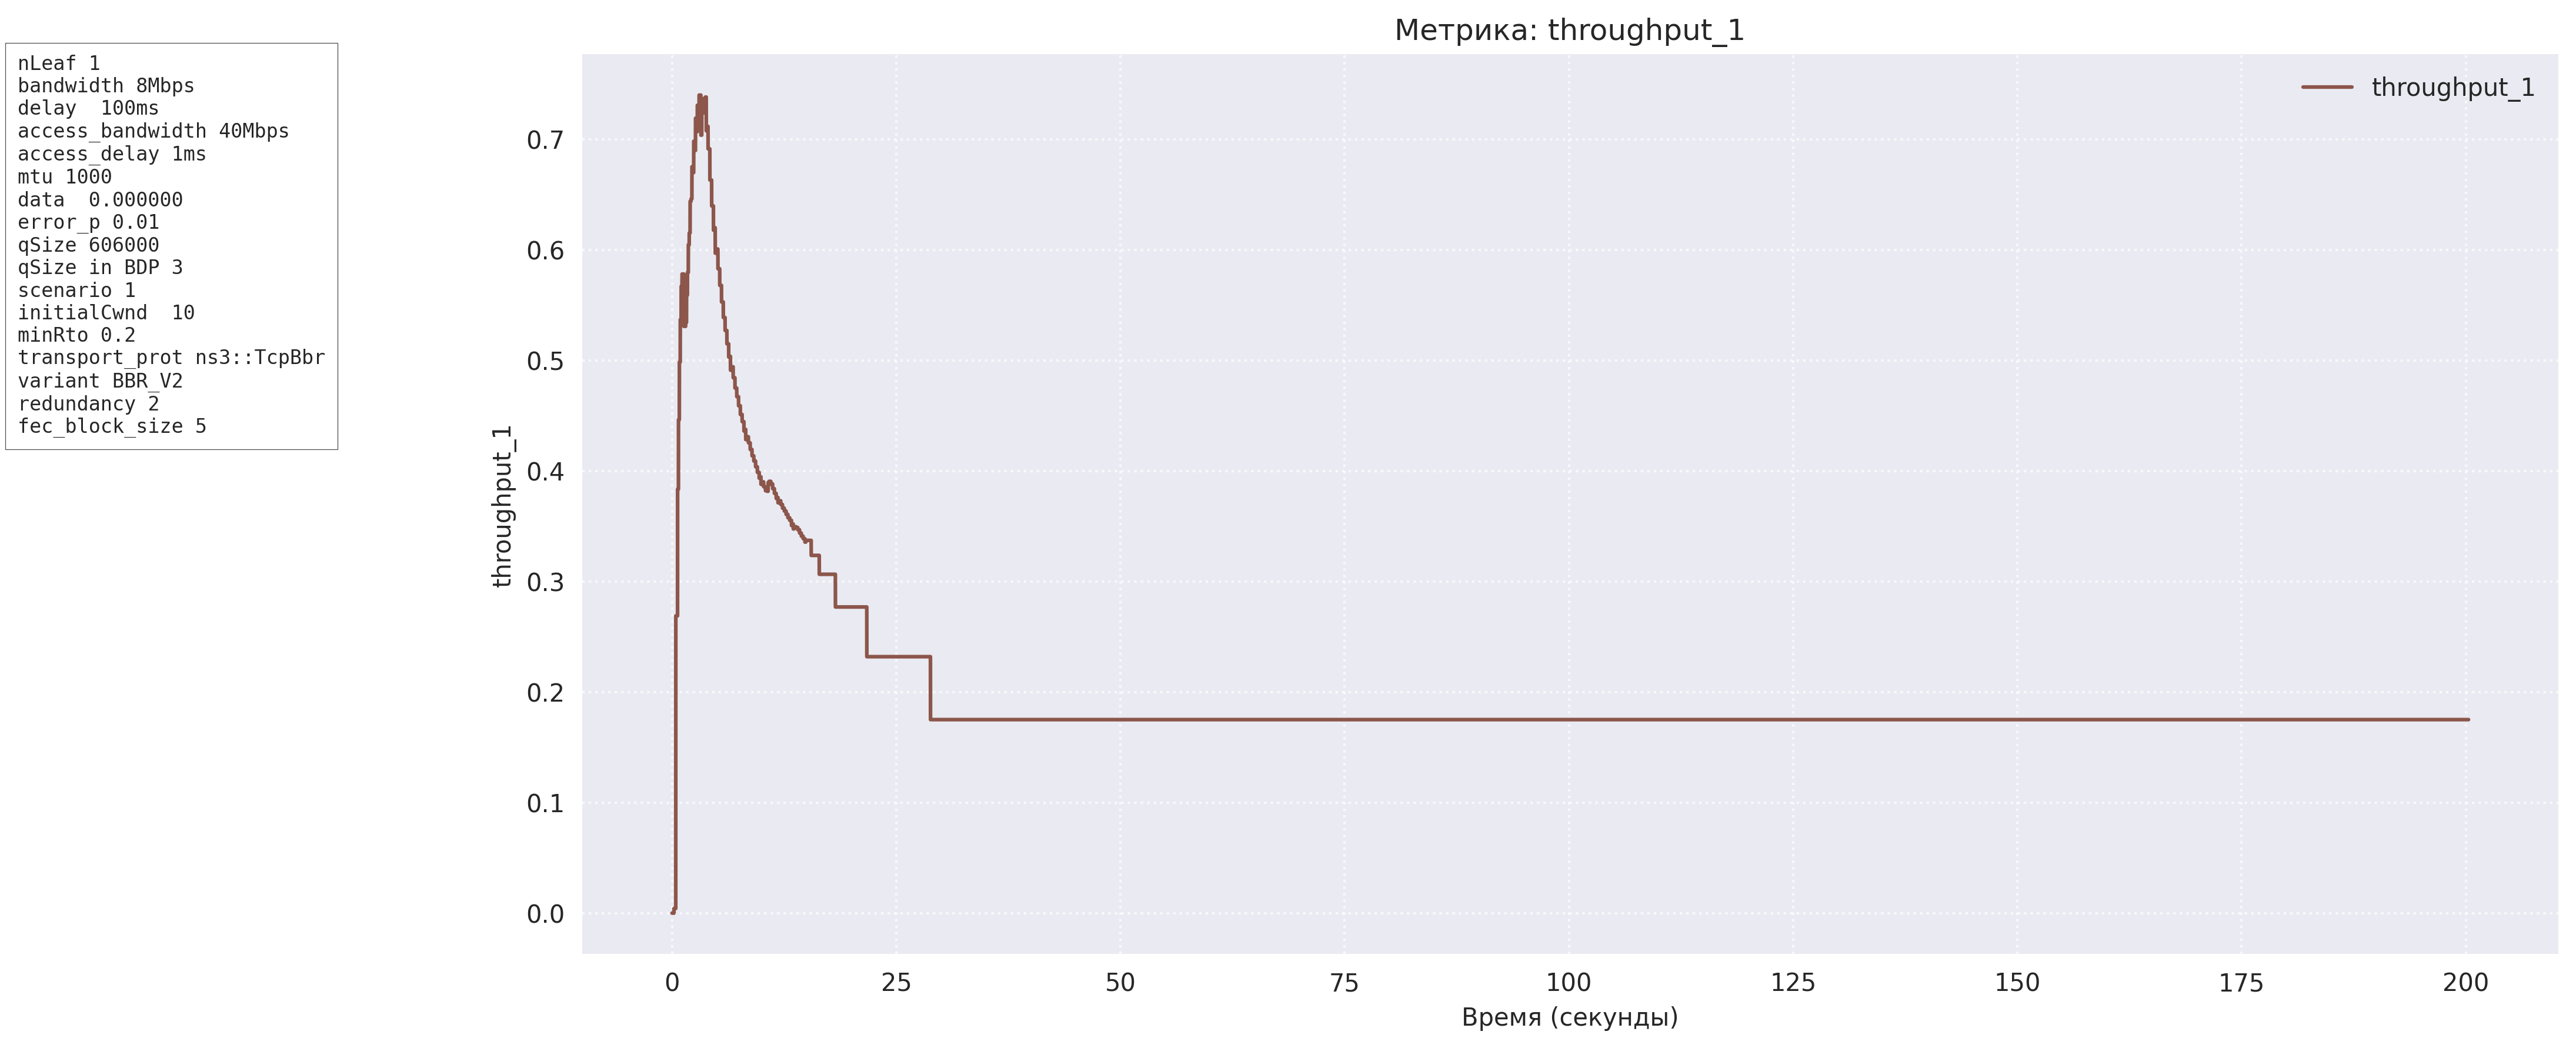 Метрика: throughput_1
nLeaf 1
bandwidth 8Mbps
delay  100ms
access_bandwidth 40Mbps
access_delay 1ms
mtu 1000
data  0.000000
error_p 0.01
qSize 606000
qSize in BDP 3
scenario 1
initialCwnd  10
minRto 0.2
transport_prot ns3::TcpBbr
variant BBR_V2
redundancy 2
fec_block_size 5
throughput_1
throughput_1
0.7
0.6
0.5
0.4
0.3
0.2
0.1
0.0
0 25 50 75 100 125 150 175 200
Время (секунды)